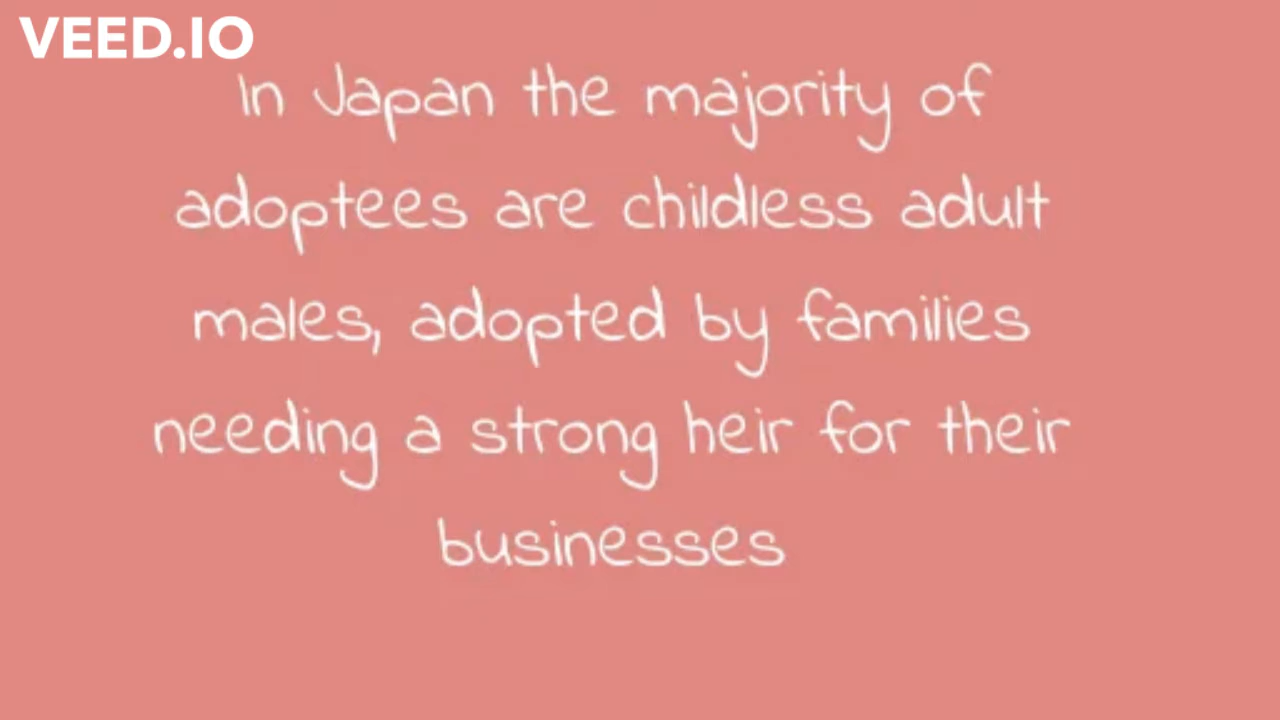 VEED.IO
In Japan the majority of
adoptees are childless adult
males, adopted by families
needing a strong heir for their
businesses